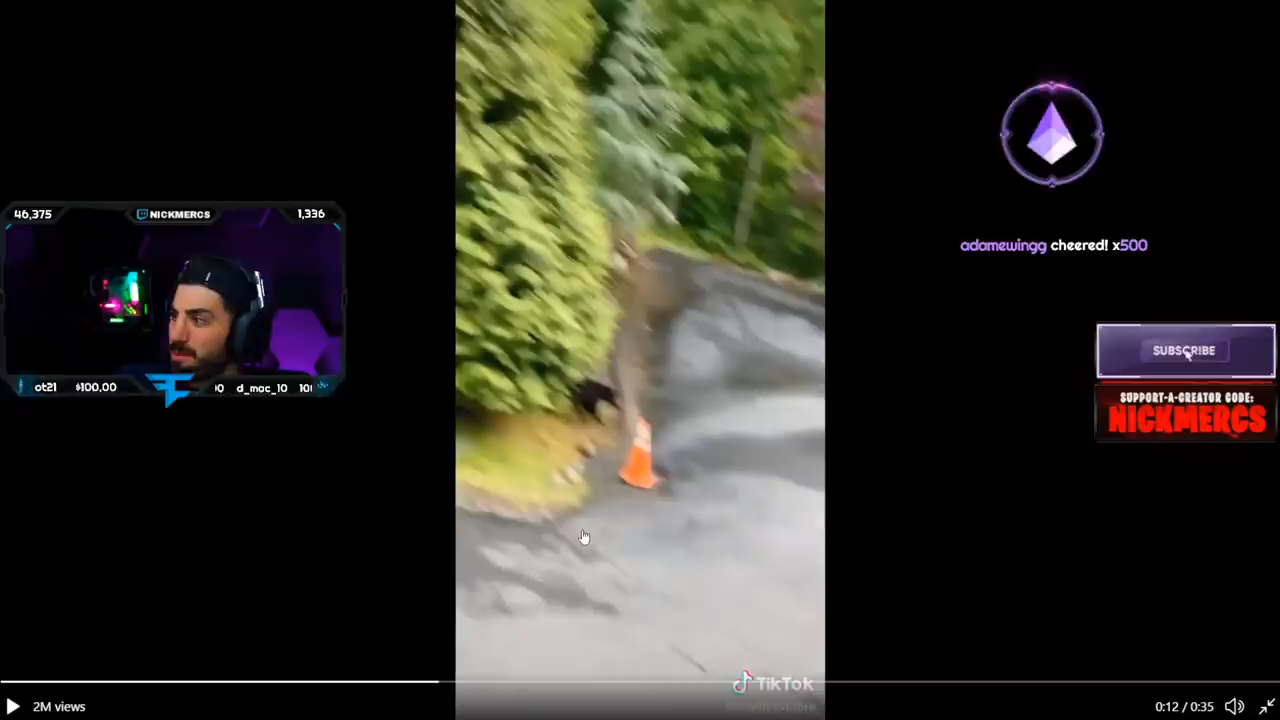 46,375
NICKMERCS
1,336
adamewingg cheered! x500
SUBSCRIBE
SUPPORT-A-CREATOR CODE:
NICKMERCS
ot21
$100.00
d_mac_10
TikTok
2M views
0:12 / 0:35